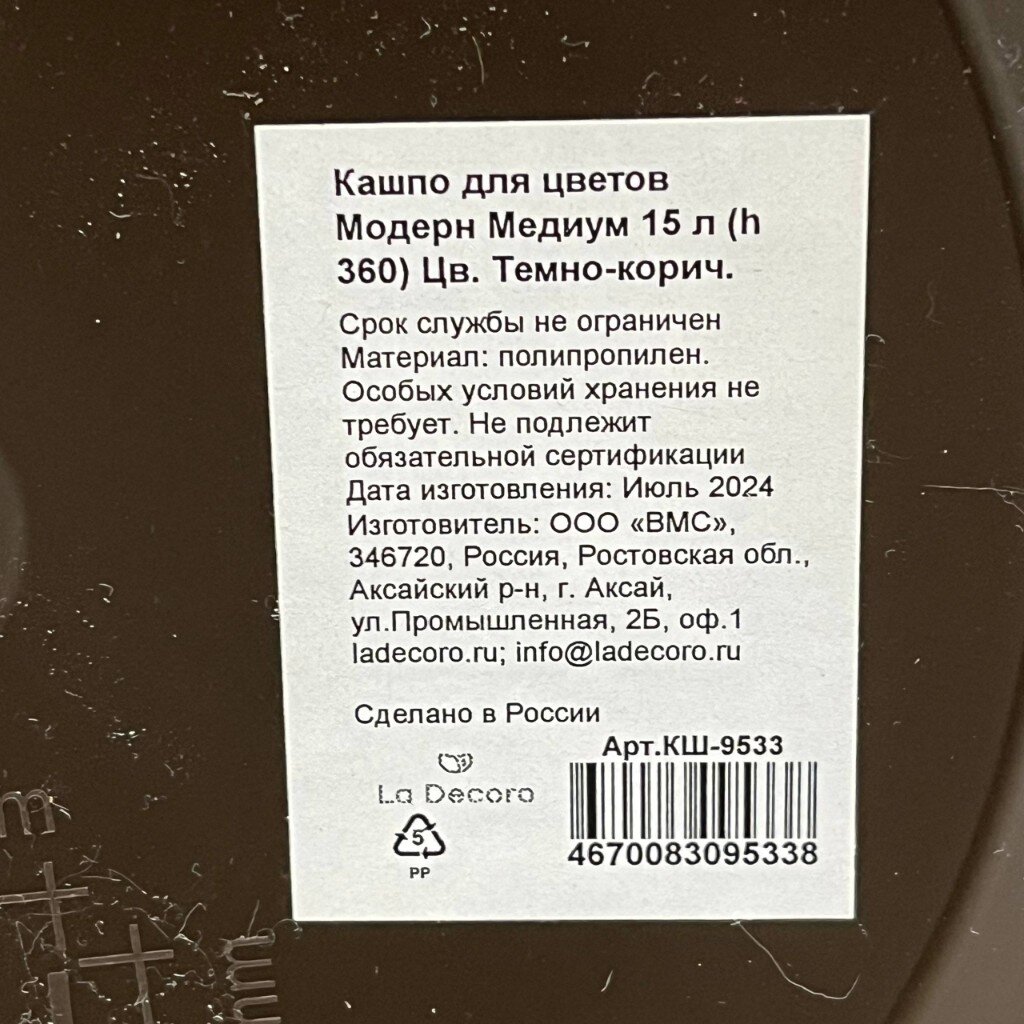 Кашпо для цветов
Модерн Медиум 15 л (h
360) Цв. Темно-корич.
Срок службы не ограничен
Материал: полипропилен.
Особых условий хранения не
требует. Не подлежит
обязательной сертификации
Дата изготовления: Июль 2024
Изготовитель: ООО «ВМС»,
346720, Россия, Ростовская обл.,
Аксайский р-н, г. Аксай,
ул.Промышленная, 2Б, оф.1
ladecoro.ru; info@ladecoro.ru
Сделано в России
Арт.КШ-9533
La Decoro
5
PP
4670083095338